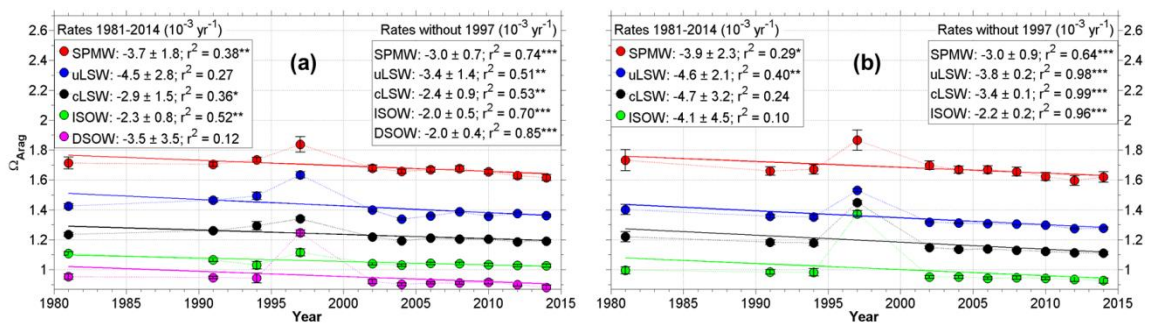 Rates 1981-2014 (10⁻³ yr⁻¹)
SPMW: -3.7 ± 1.8; r² = 0.38**
uLSW: -4.5 ± 2.8; r² = 0.27
cLSW: -2.9 ± 1.5; r² = 0.36*
ISOW: -2.3 ± 0.8; r² = 0.52**
DSOW: -3.5 ± 3.5; r² = 0.12
(a)
Rates without 1997 (10⁻³ yr⁻¹)
SPMW: -3.0 ± 0.7; r² = 0.74***
uLSW: -3.4 ± 1.4; r² = 0.51**
cLSW: -2.4 ± 0.9; r² = 0.53**
ISOW: -2.0 ± 0.5; r² = 0.70***
DSOW: -2.0 ± 0.4; r² = 0.85***
Ω Arag
2.6
2.4
2.2
2
1.8
1.6
1.4
1.2
1
1980 1985 1990 1995 2000 2005 2010 2015
Year
Rates 1981-2014 (10⁻³ yr⁻¹)
SPMW: -3.9 ± 2.3; r² = 0.29*
uLSW: -4.6 ± 2.1; r² = 0.40**
cLSW: -4.7 ± 3.2; r² = 0.24
ISOW: -4.1 ± 4.5; r² = 0.10
(b)
Rates without 1997 (10⁻³ yr⁻¹)
SPMW: -3.0 ± 0.9; r² = 0.64***
uLSW: -3.8 ± 0.2; r² = 0.98***
cLSW: -3.4 ± 0.1; r² = 0.99***
ISOW: -2.2 ± 0.2; r² = 0.96***
2.6
2.4
2.2
2
1.8
1.6
1.4
1.2
1
1980 1985 1990 1995 2000 2005 2010 2015
Year